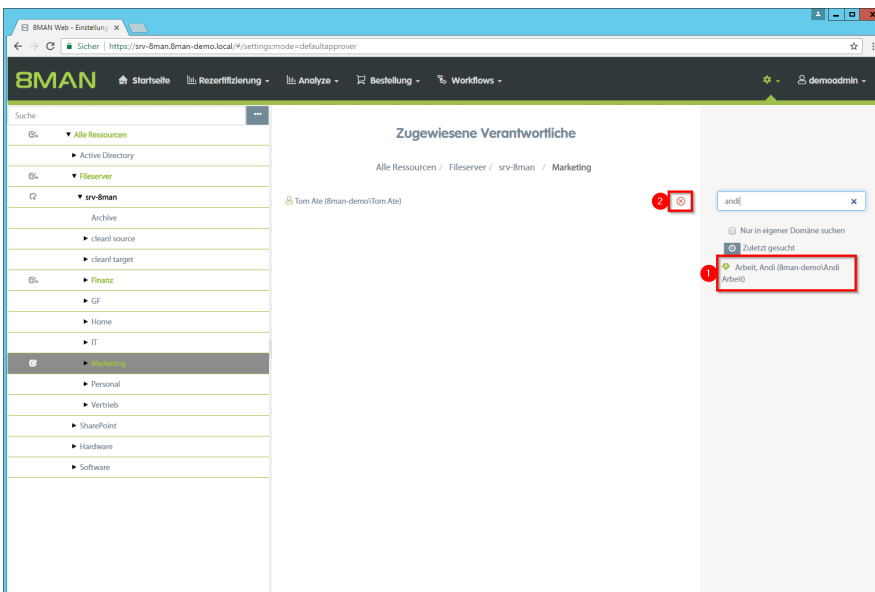 8MAN Web - Einstellung
Sicher | https://srv-8man.8man-demo.local/#/settings:mode=defaultapprover
8MAN Startseite Rezertifizierung Analyze Bestellung Workflows demoadmin
Suche
Alle Ressourcen
Active Directory
Fileserver
srv-8man
Archive
clean! source
clean! target
Finanz
GF
Home
IT
Marketing
Personal
Vertrieb
SharePoint
Hardware
Software
Zugewiesene Verantwortliche
Alle Ressourcen / Fileserver / srv-8man / Marketing
Tom Ate (8man-demo\Tom Ate)
2
andi
Nur in eigener Domäne suchen
Zuletzt gesucht
1
Arbeit, Andi (8man-demo\Andi
Arbeit)